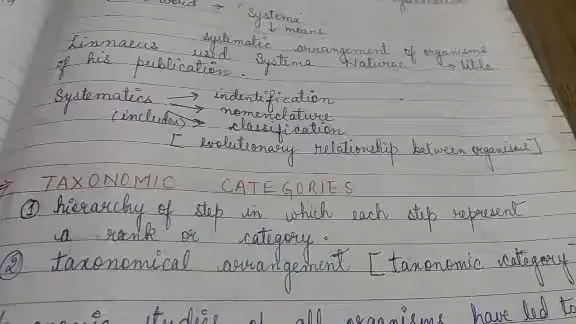 → Systema
↓ means
systematic arrangement of organisms
Linnaeus used Systema Naturae → title
of his publication.
Systematics → indentification
(includes) → nomenclature
→ classification
[ evolutionary relationship between organisms ]
⇒ TAXONOMIC CATEGORIES
① hierarchy of step in which each step represent
a rank or category.
② taxonomical arrangement [ taxonomic category
studies of all organisms have led to